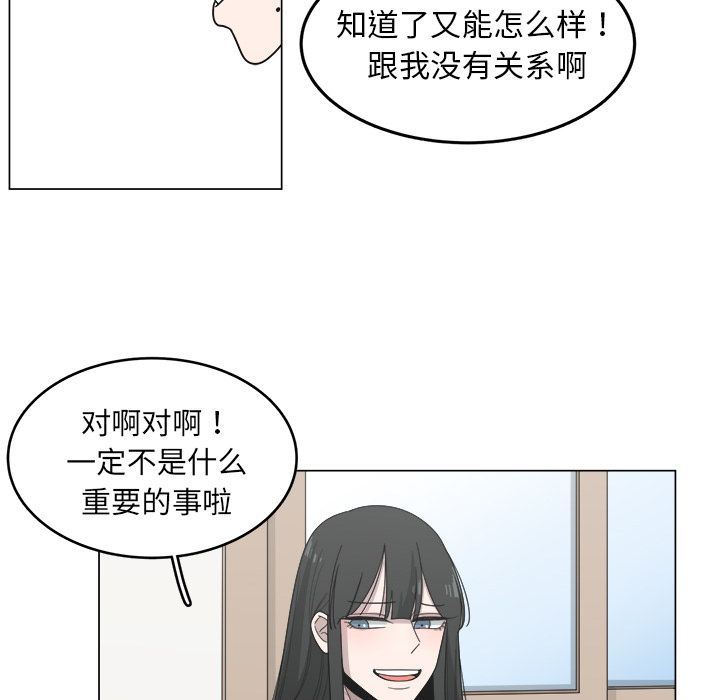 知道了又能怎么样！
跟我没有关系啊
对啊对啊！
一定不是什么
重要的事啦